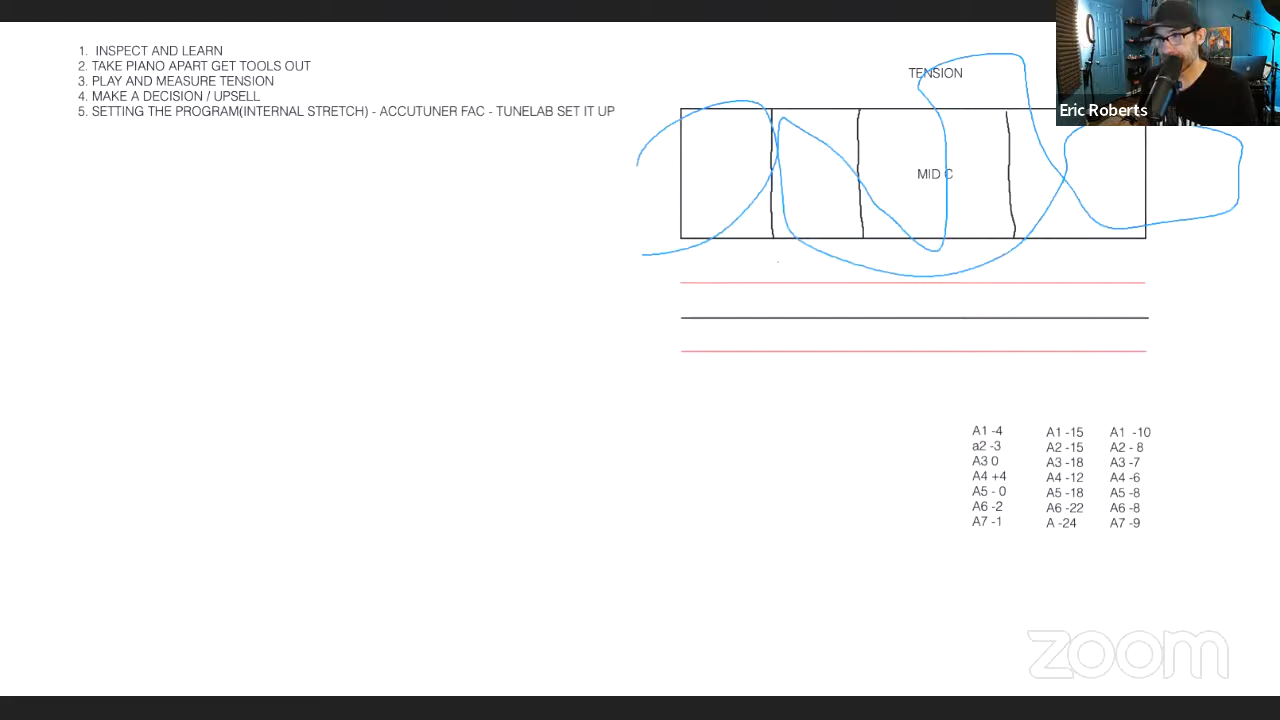 1. INSPECT AND LEARN
2. TAKE PIANO APART GET TOOLS OUT
3. PLAY AND MEASURE TENSION
4. MAKE A DECISION / UPSELL
5. SETTING THE PROGRAM(INTERNAL STRETCH) - ACCUTUNER FAC - TUNELAB SET IT UP
TENSION
Eric Roberts
MID C
A1 -4
a2 -3
A3 0
A4 +4
A5 - 0
A6 -2
A7 -1
A1 -15
A2 -15
A3 -18
A4 -12
A5 -18
A6 -22
A -24
A1 -10
A2 - 8
A3 -7
A4 -6
A5 -8
A6 -8
A7 -9
zoom